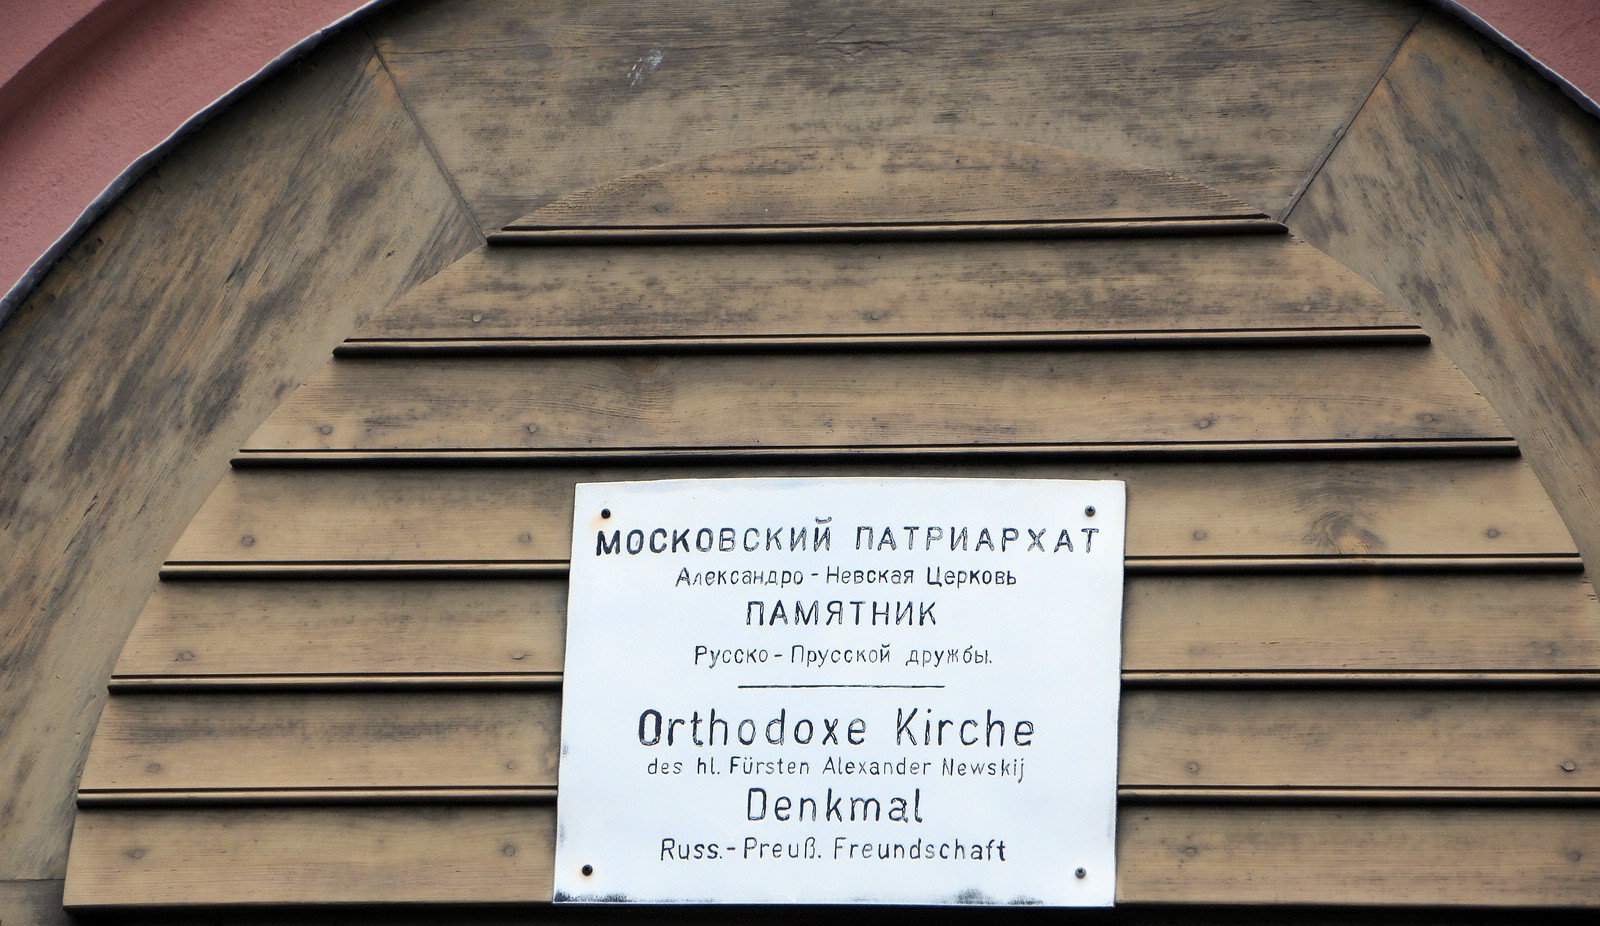 МОСКОВСКИЙ ПАТРИАРХАТ
Александро - Невская Церковь
ПАМЯТНИК
Русско - Прусской дружбы.
Orthodoxe Kirche
des hl. Fürsten Alexander Newskij
Denkmal
Russ.- Preuß. Freundschaft